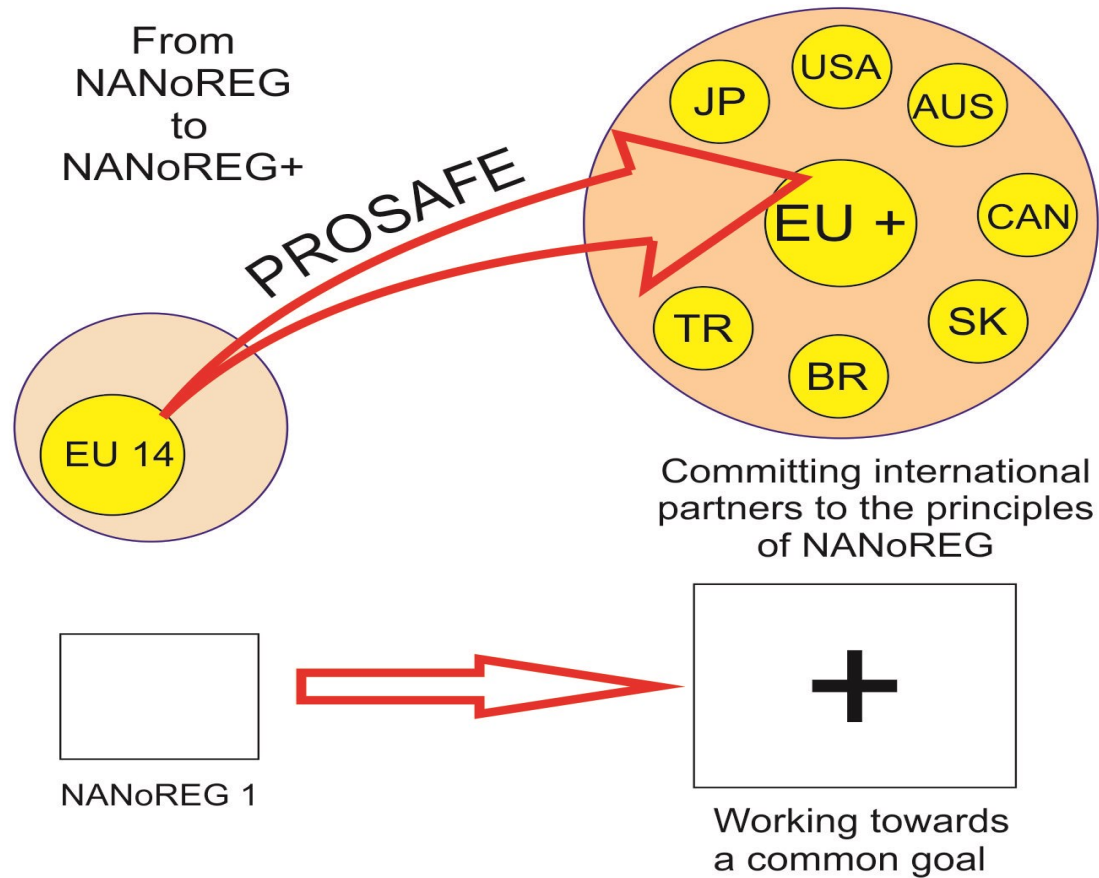 From
NANoREG
to
NANoREG+
PROSAFE
EU 14
JP
USA
AUS
EU +
CAN
TR
BR
SK
Committing international
partners to the principles
of NANoREG
NANoREG 1
+
Working towards
a common goal